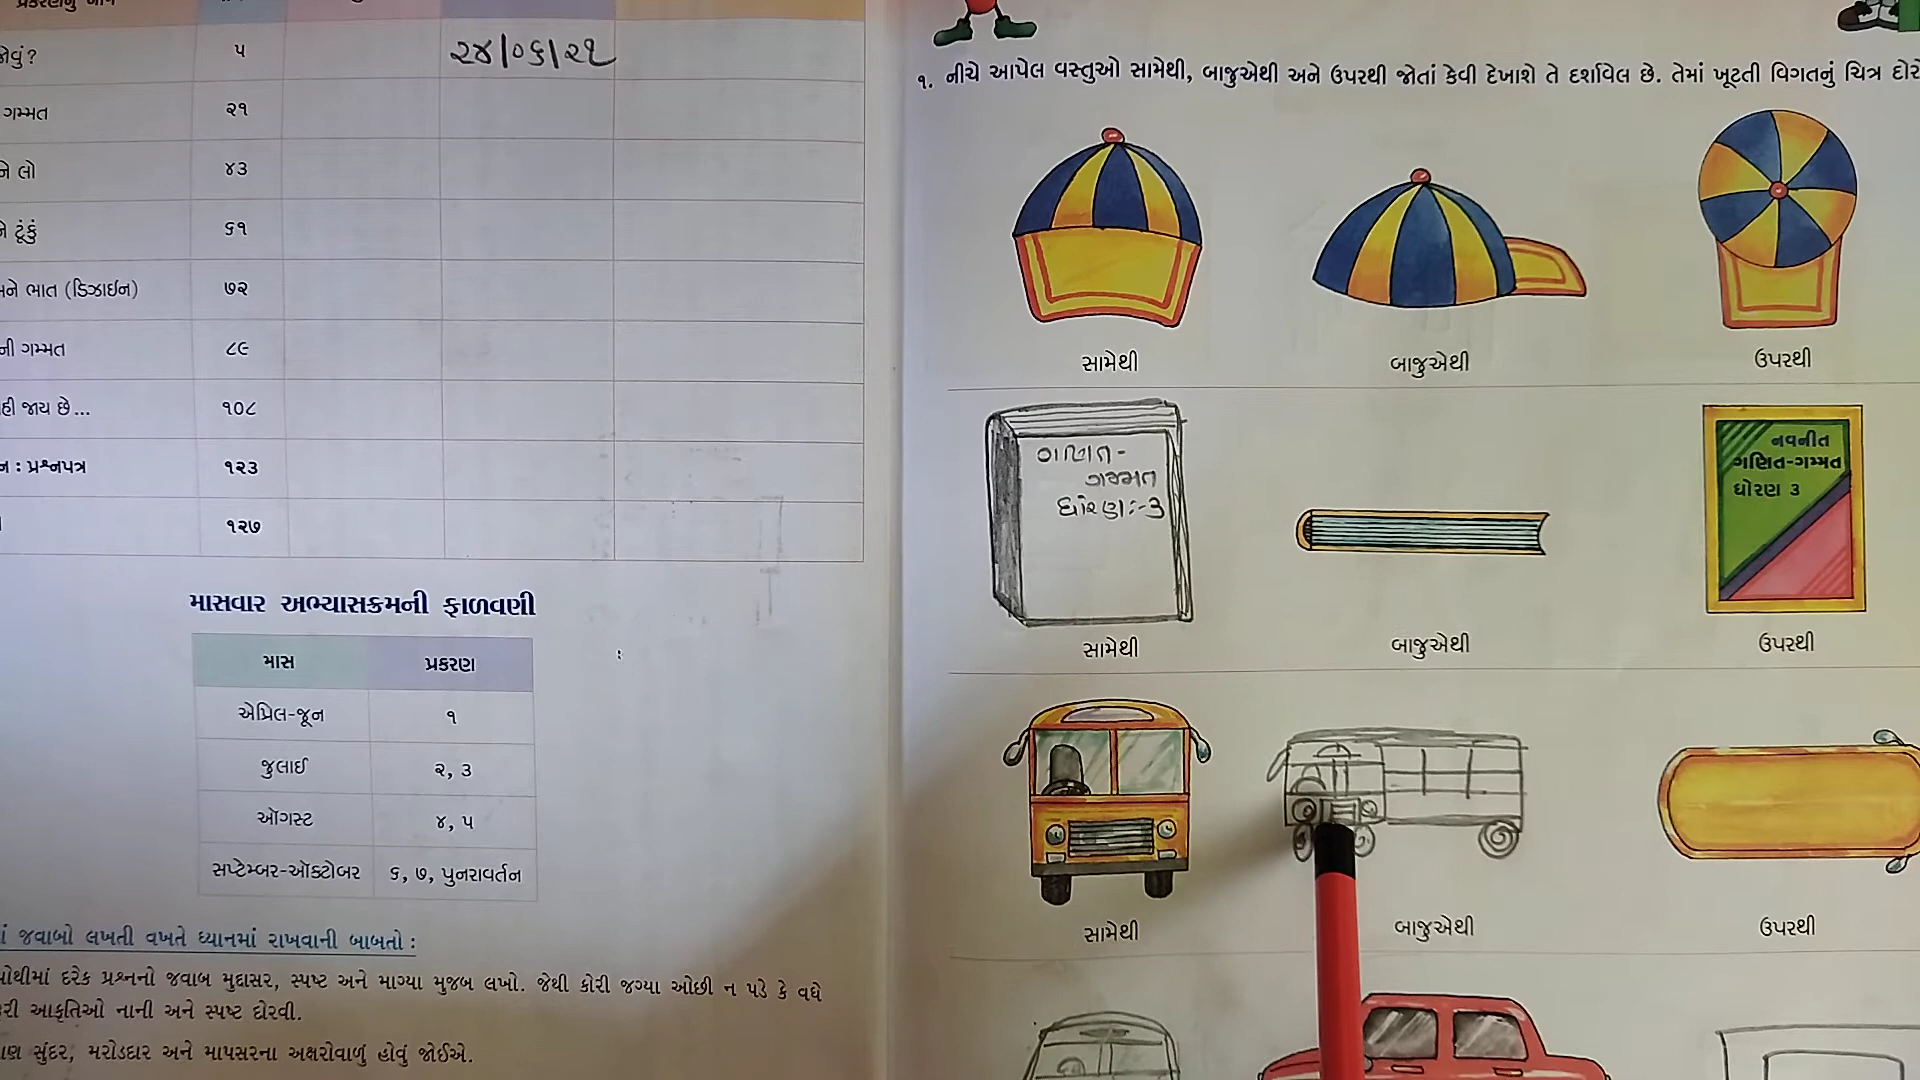 પ્રકરણનું નામ
૫ ૨૪/૦૬/૨૧
ગમ્મત ૨૧
ને લો ૪૩
ને ટૂંકું ૬૧
અને ભાત (ડિઝાઈન) ૭૨
ની ગમ્મત ૮૯
હી જાય છે... ૧૦૮
ન : પ્રશ્નપત્ર ૧૨૩
૧૨૭
માસવાર અભ્યાસક્રમની ફાળવણી
માસ પ્રકરણ
એપ્રિલ-જૂન ૧
જુલાઈ ૨, ૩
ઑગસ્ટ ૪, ૫
સપ્ટેમ્બર-ઑક્ટોબર ૬, ૭, પુનરાવર્તન
જવાબો લખતી વખતે ધ્યાનમાં રાખવાની બાબતો :
પોથીમાં દરેક પ્રશ્નનો જવાબ મુદ્દાસર, સ્પષ્ટ અને માગ્યા મુજબ લખો. જેથી કોરી જગ્યા ઓછી ન પડે કે વધે
આકૃતિઓ નાની અને સ્પષ્ટ દોરવી.
સુંદર, મરોડદાર અને માપસરના અક્ષરોવાળું હોવું જોઈએ.
૧. નીચે આપેલ વસ્તુઓ સામેથી, બાજુએથી અને ઉપરથી જોતાં કેવી દેખાશે તે દર્શાવેલ છે. તેમાં ખૂટતી વિગતનું ચિત્ર દોરો
સામેથી બાજુએથી ઉપરથી
ગણિત-
ગમ્મત
ધોરણ:-૩
નવનીત
ગણિત-ગમ્મત
ધોરણ ૩
સામેથી બાજુએથી ઉપરથી
સામેથી બાજુએથી ઉપરથી